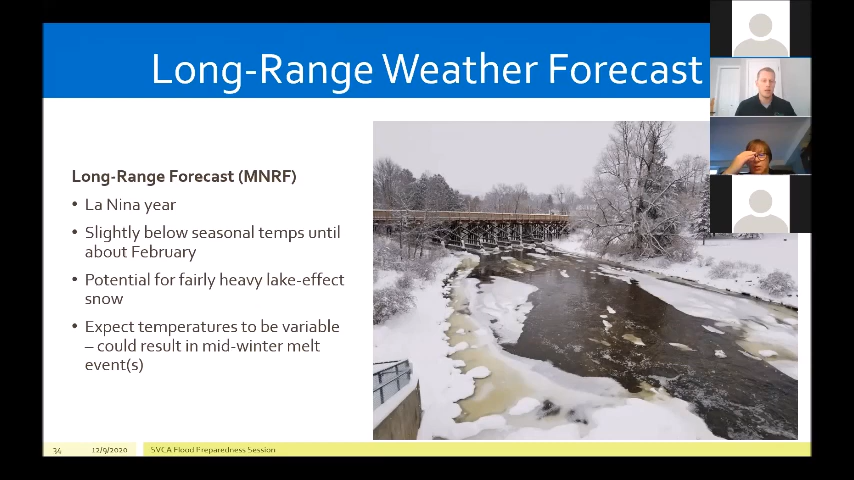 Long-Range Weather Forecast
Long-Range Forecast (MNRF)
• La Nina year
• Slightly below seasonal temps until
about February
• Potential for fairly heavy lake-effect
snow
• Expect temperatures to be variable
– could result in mid-winter melt
event(s)
34 12/9/2020 SVCA Flood Preparedness Session